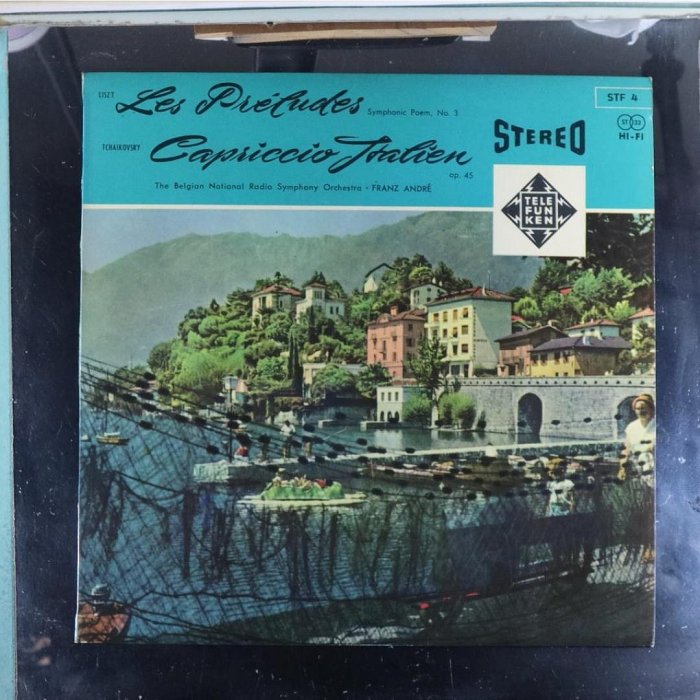 LISZT Les Préludes Symphonic Poem, No. 3
STF 4
TCHAIKOVSKY Capriccio Italien op. 45
STEREO
ST 33
HI-FI
The Belgian National Radio Symphony Orchestra · FRANZ ANDRÉ
TELE
FUN
KEN